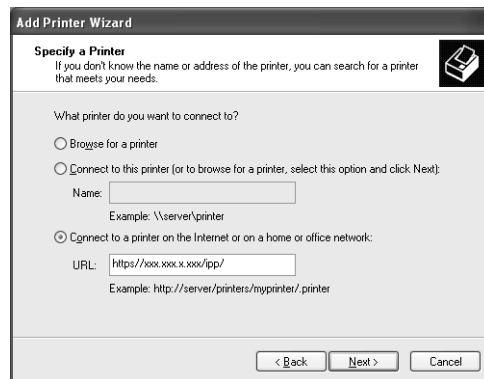 Add Printer Wizard
Specify a Printer
If you don't know the name or address of the printer, you can search for a printer
that meets your needs.
What printer do you want to connect to?
Browse for a printer
Connect to this printer (or to browse for a printer, select this option and click Next):
Name:
Example: \\server\printer
Connect to a printer on the Internet or on a home or office network:
URL: https//xxx.xxx.x.xxx/ipp/
Example: http://server/printers/myprinter/.printer
< Back Next > Cancel